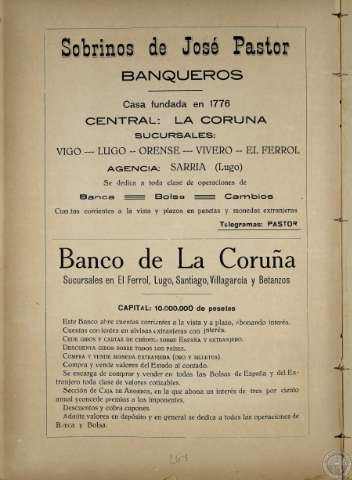 Sobrinos de José Pastor
BANQUEROS
Casa fundada en 1776
CENTRAL: LA CORUÑA
SUCURSALES:
VIGO — LUGO — ORENSE — VIVERO — EL FERROL
AGENCIA: SARRIA (Lugo)
Se dedica a toda clase de operaciones de
Banca Bolsa Cambios
Cuentas corrientes a la vista y plazos en pesetas y monedas extranjeras
Telegramas: PASTOR
Banco de La Coruña
Sucursales en El Ferrol, Lugo, Santiago, Villagarcía y Betanzos
CAPITAL: 10.000.000 de pesetas
Este Banco abre cuentas corrientes a la vista y a plazo, abonando interés.
Cuentas corrientes en divisas extranjeras con interés.
Cede giros y cartas de crédito sobre España y extranjero.
Descuenta giros sobre todos los países.
Compra y vende moneda extranjera (oro y billetes).
Compra y vende valores del Estado al contado.
Se encarga de comprar y vender en todas las Bolsas de España y del Ex-
tranjero toda clase de valores cotizables.
Sección de Caja de Ahorros, en la que abona un interés de tres por ciento
anual y concede premios a los imponentes.
Descuentos y cobra cupones.
Admite valores en depósito y en general se dedica a todas las operaciones de
Banca y Bolsa.